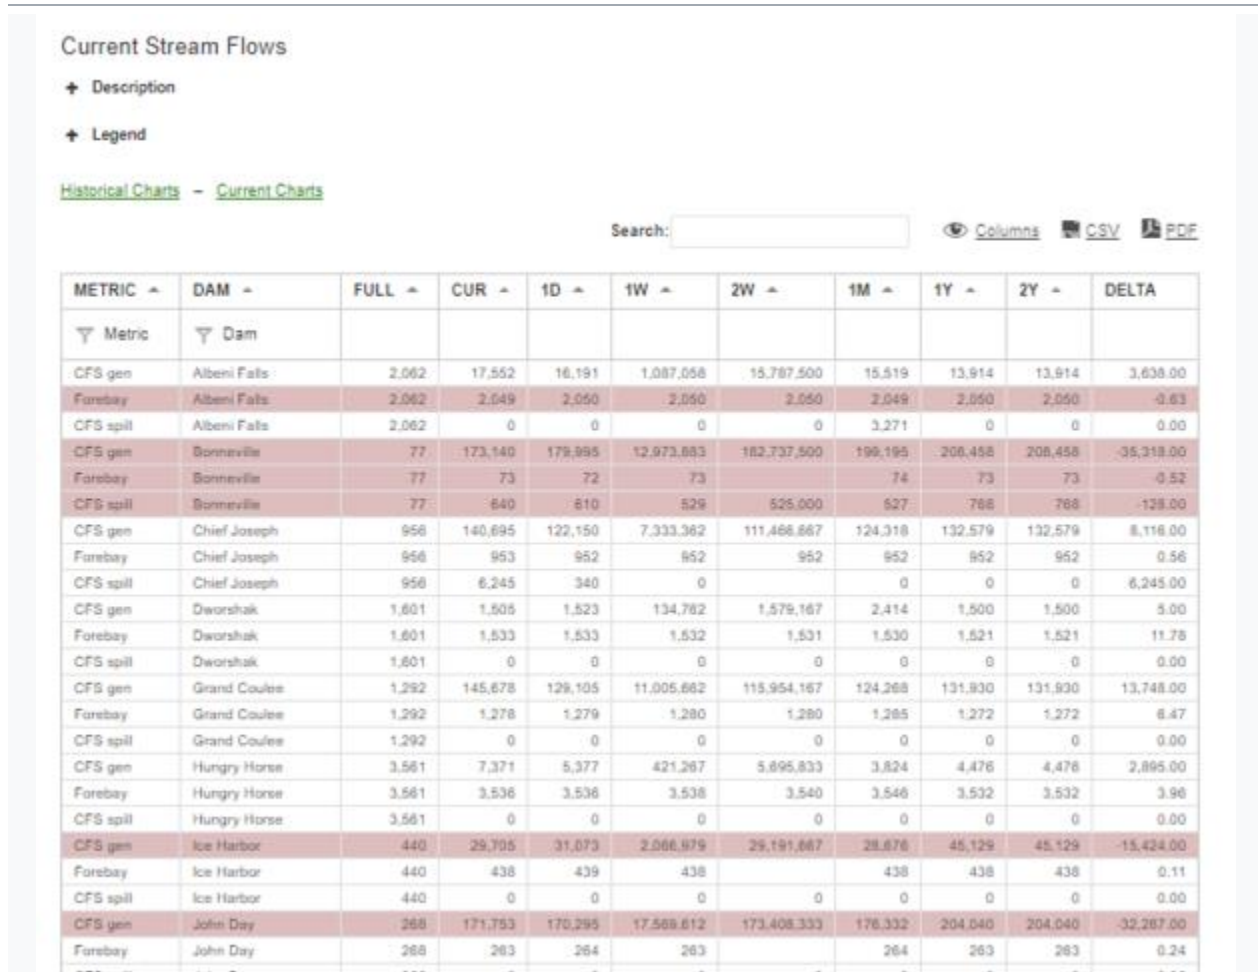 Current Stream Flows
+ Description
+ Legend
Historical Charts – Current Charts
Search: Columns CSV PDF
METRIC DAM FULL CUR 1D 1W 2W 1M 1Y 2Y DELTA
Metric Dam
CFS gen Albeni Falls 2,062 17,552 16,191 1,087,058 15,787,500 15,519 13,914 13,914 3,638.00
Forebay Albeni Falls 2,062 2,049 2,050 2,050 2,050 2,049 2,050 2,050 -0.63
CFS spill Albeni Falls 2,062 0 0 0 0 3,271 0 0 0.00
CFS gen Bonneville 77 173,140 179,995 12,973,883 182,737,500 199,195 208,458 208,458 -35,318.00
Forebay Bonneville 77 73 72 73 74 73 73 -0.52
CFS spill Bonneville 77 640 610 529 525,000 527 768 768 -128.00
CFS gen Chief Joseph 956 140,695 122,150 7,333,362 111,466,667 124,318 132,579 132,579 8,116.00
Forebay Chief Joseph 956 953 952 952 952 952 952 952 0.56
CFS spill Chief Joseph 956 6,245 340 0 0 0 0 6,245.00
CFS gen Dworshak 1,601 1,505 1,523 134,762 1,579,167 2,414 1,500 1,500 5.00
Forebay Dworshak 1,601 1,533 1,533 1,532 1,531 1,530 1,521 1,521 11.78
CFS spill Dworshak 1,601 0 0 0 0 0 0 0 0.00
CFS gen Grand Coulee 1,292 145,678 129,105 11,005,662 115,954,167 124,268 131,930 131,930 13,748.00
Forebay Grand Coulee 1,292 1,278 1,279 1,280 1,280 1,285 1,272 1,272 6.47
CFS spill Grand Coulee 1,292 0 0 0 0 0 0 0 0.00
CFS gen Hungry Horse 3,561 7,371 5,377 421,267 5,695,833 3,824 4,476 4,476 2,895.00
Forebay Hungry Horse 3,561 3,536 3,536 3,538 3,540 3,546 3,532 3,532 3.96
CFS spill Hungry Horse 3,561 0 0 0 0 0 0 0 0.00
CFS gen Ice Harbor 440 29,705 31,073 2,066,979 29,191,667 28,676 45,129 45,129 -15,424.00
Forebay Ice Harbor 440 438 439 438 438 438 438 0.11
CFS spill Ice Harbor 440 0 0 0 0 0 0 0 0.00
CFS gen John Day 268 171,753 170,295 17,569,612 173,408,333 176,332 204,040 204,040 -32,287.00
Forebay John Day 268 263 264 263 264 263 263 0.24